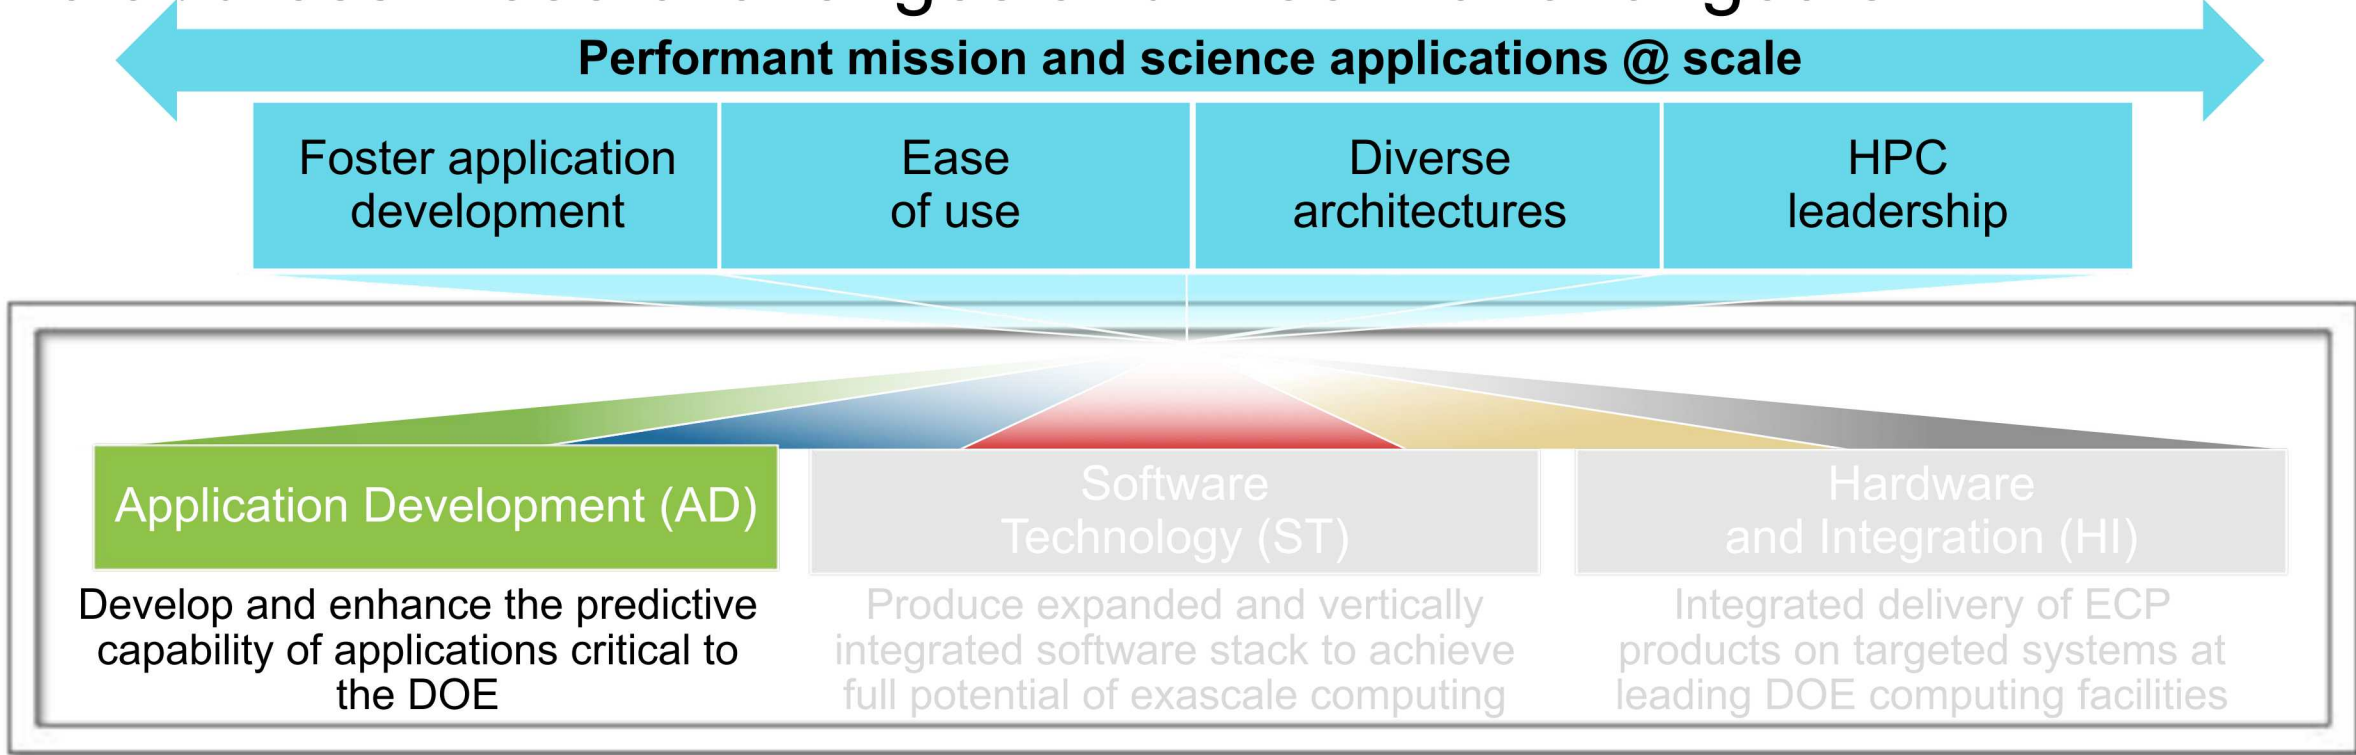 Performant mission and science applications @ scale
Foster application
development
Ease
of use
Diverse
architectures
HPC
leadership
Application Development (AD)
Develop and enhance the predictive
capability of applications critical to
the DOE
Software
Technology (ST)
Produce expanded and vertically
integrated software stack to achieve
full potential of exascale computing
Hardware
and Integration (HI)
Integrated delivery of ECP
products on targeted systems at
leading DOE computing facilities